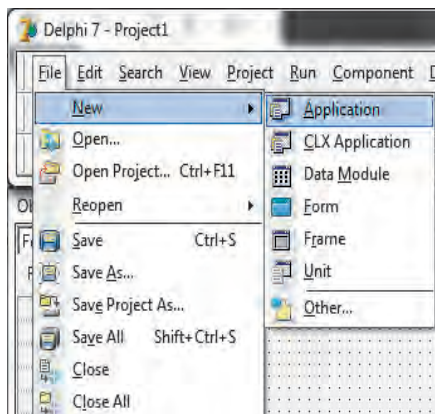 Delphi 7 - Project1
File Edit Search View Project Run Component
New
Open...
Open Project... Ctrl+F11
Reopen
Save Ctrl+S
Save As...
Save Project As...
Save All Shift+Ctrl+S
Close
Close All
Application
CLX Application
Data Module
Form
Frame
Unit
Other...